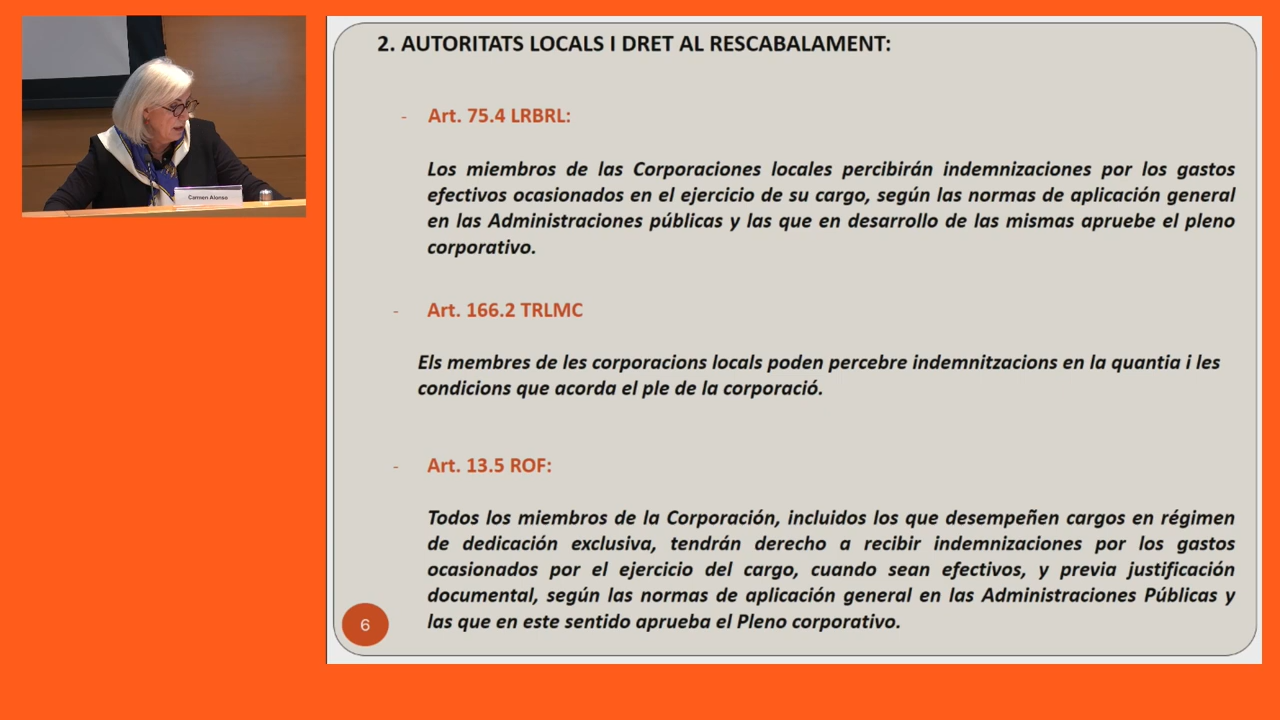 Carmen Alonso
2. AUTORITATS LOCALS I DRET AL RESCABALAMENT:
- Art. 75.4 LRBRL:
Los miembros de las Corporaciones locales percibirán indemnizaciones por los gastos
efectivos ocasionados en el ejercicio de su cargo, según las normas de aplicación general
en las Administraciones públicas y las que en desarrollo de las mismas apruebe el pleno
corporativo.
- Art. 166.2 TRLMC
Els membres de les corporacions locals poden percebre indemnitzacions en la quantia i les
condicions que acorda el ple de la corporació.
- Art. 13.5 ROF:
Todos los miembros de la Corporación, incluidos los que desempeñen cargos en régimen
de dedicación exclusiva, tendrán derecho a recibir indemnizaciones por los gastos
ocasionados por el ejercicio del cargo, cuando sean efectivos, y previa justificación
documental, según las normas de aplicación general en las Administraciones Públicas y
las que en este sentido aprueba el Pleno corporativo.
6